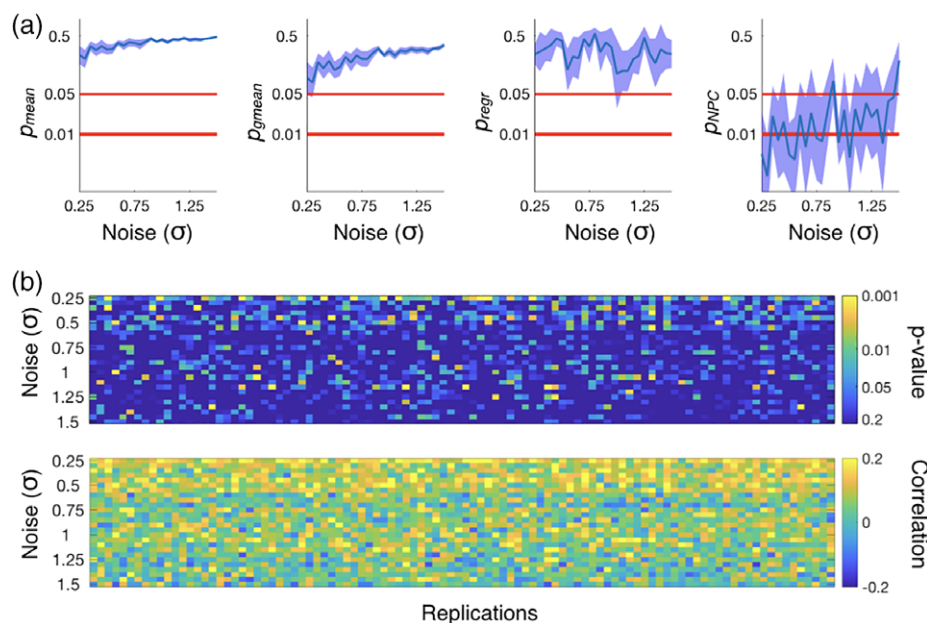 (a)
0.5
0.05
0.01
p_mean
0.25 0.75 1.25
Noise (σ)
0.5
0.05
0.01
p_gmean
0.25 0.75 1.25
Noise (σ)
0.5
0.05
0.01
p_regr
0.25 0.75 1.25
Noise (σ)
0.5
0.05
0.01
p_NPC
0.25 0.75 1.25
Noise (σ)
(b)
Noise (σ)
0.25
0.5
0.75
1
1.25
1.5
0.001
0.01
0.05
0.2
p-value
Noise (σ)
0.25
0.5
0.75
1
1.25
1.5
0.2
0
-0.2
Correlation
Replications